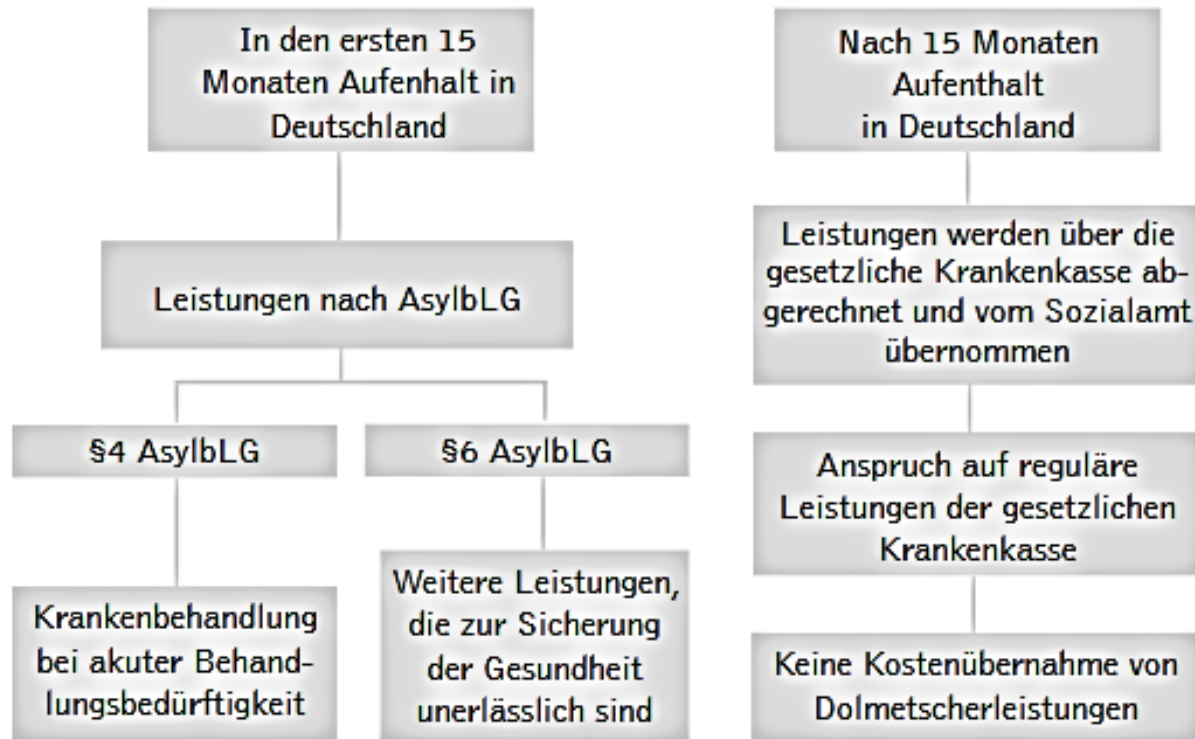 In den ersten 15
Monaten Aufenhalt in
Deutschland
Leistungen nach AsylbLG
§4 AsylbLG
Krankenbehandlung
bei akuter Behand-
lungsbedürftigkeit
§6 AsylbLG
Weitere Leistungen,
die zur Sicherung
der Gesundheit
unerlässlich sind
Nach 15 Monaten
Aufenthalt
in Deutschland
Leistungen werden über die
gesetzliche Krankenkasse ab-
gerechnet und vom Sozialamt
übernommen
Anspruch auf reguläre
Leistungen der gesetzlichen
Krankenkasse
Keine Kostenübernahme von
Dolmetscherleistungen